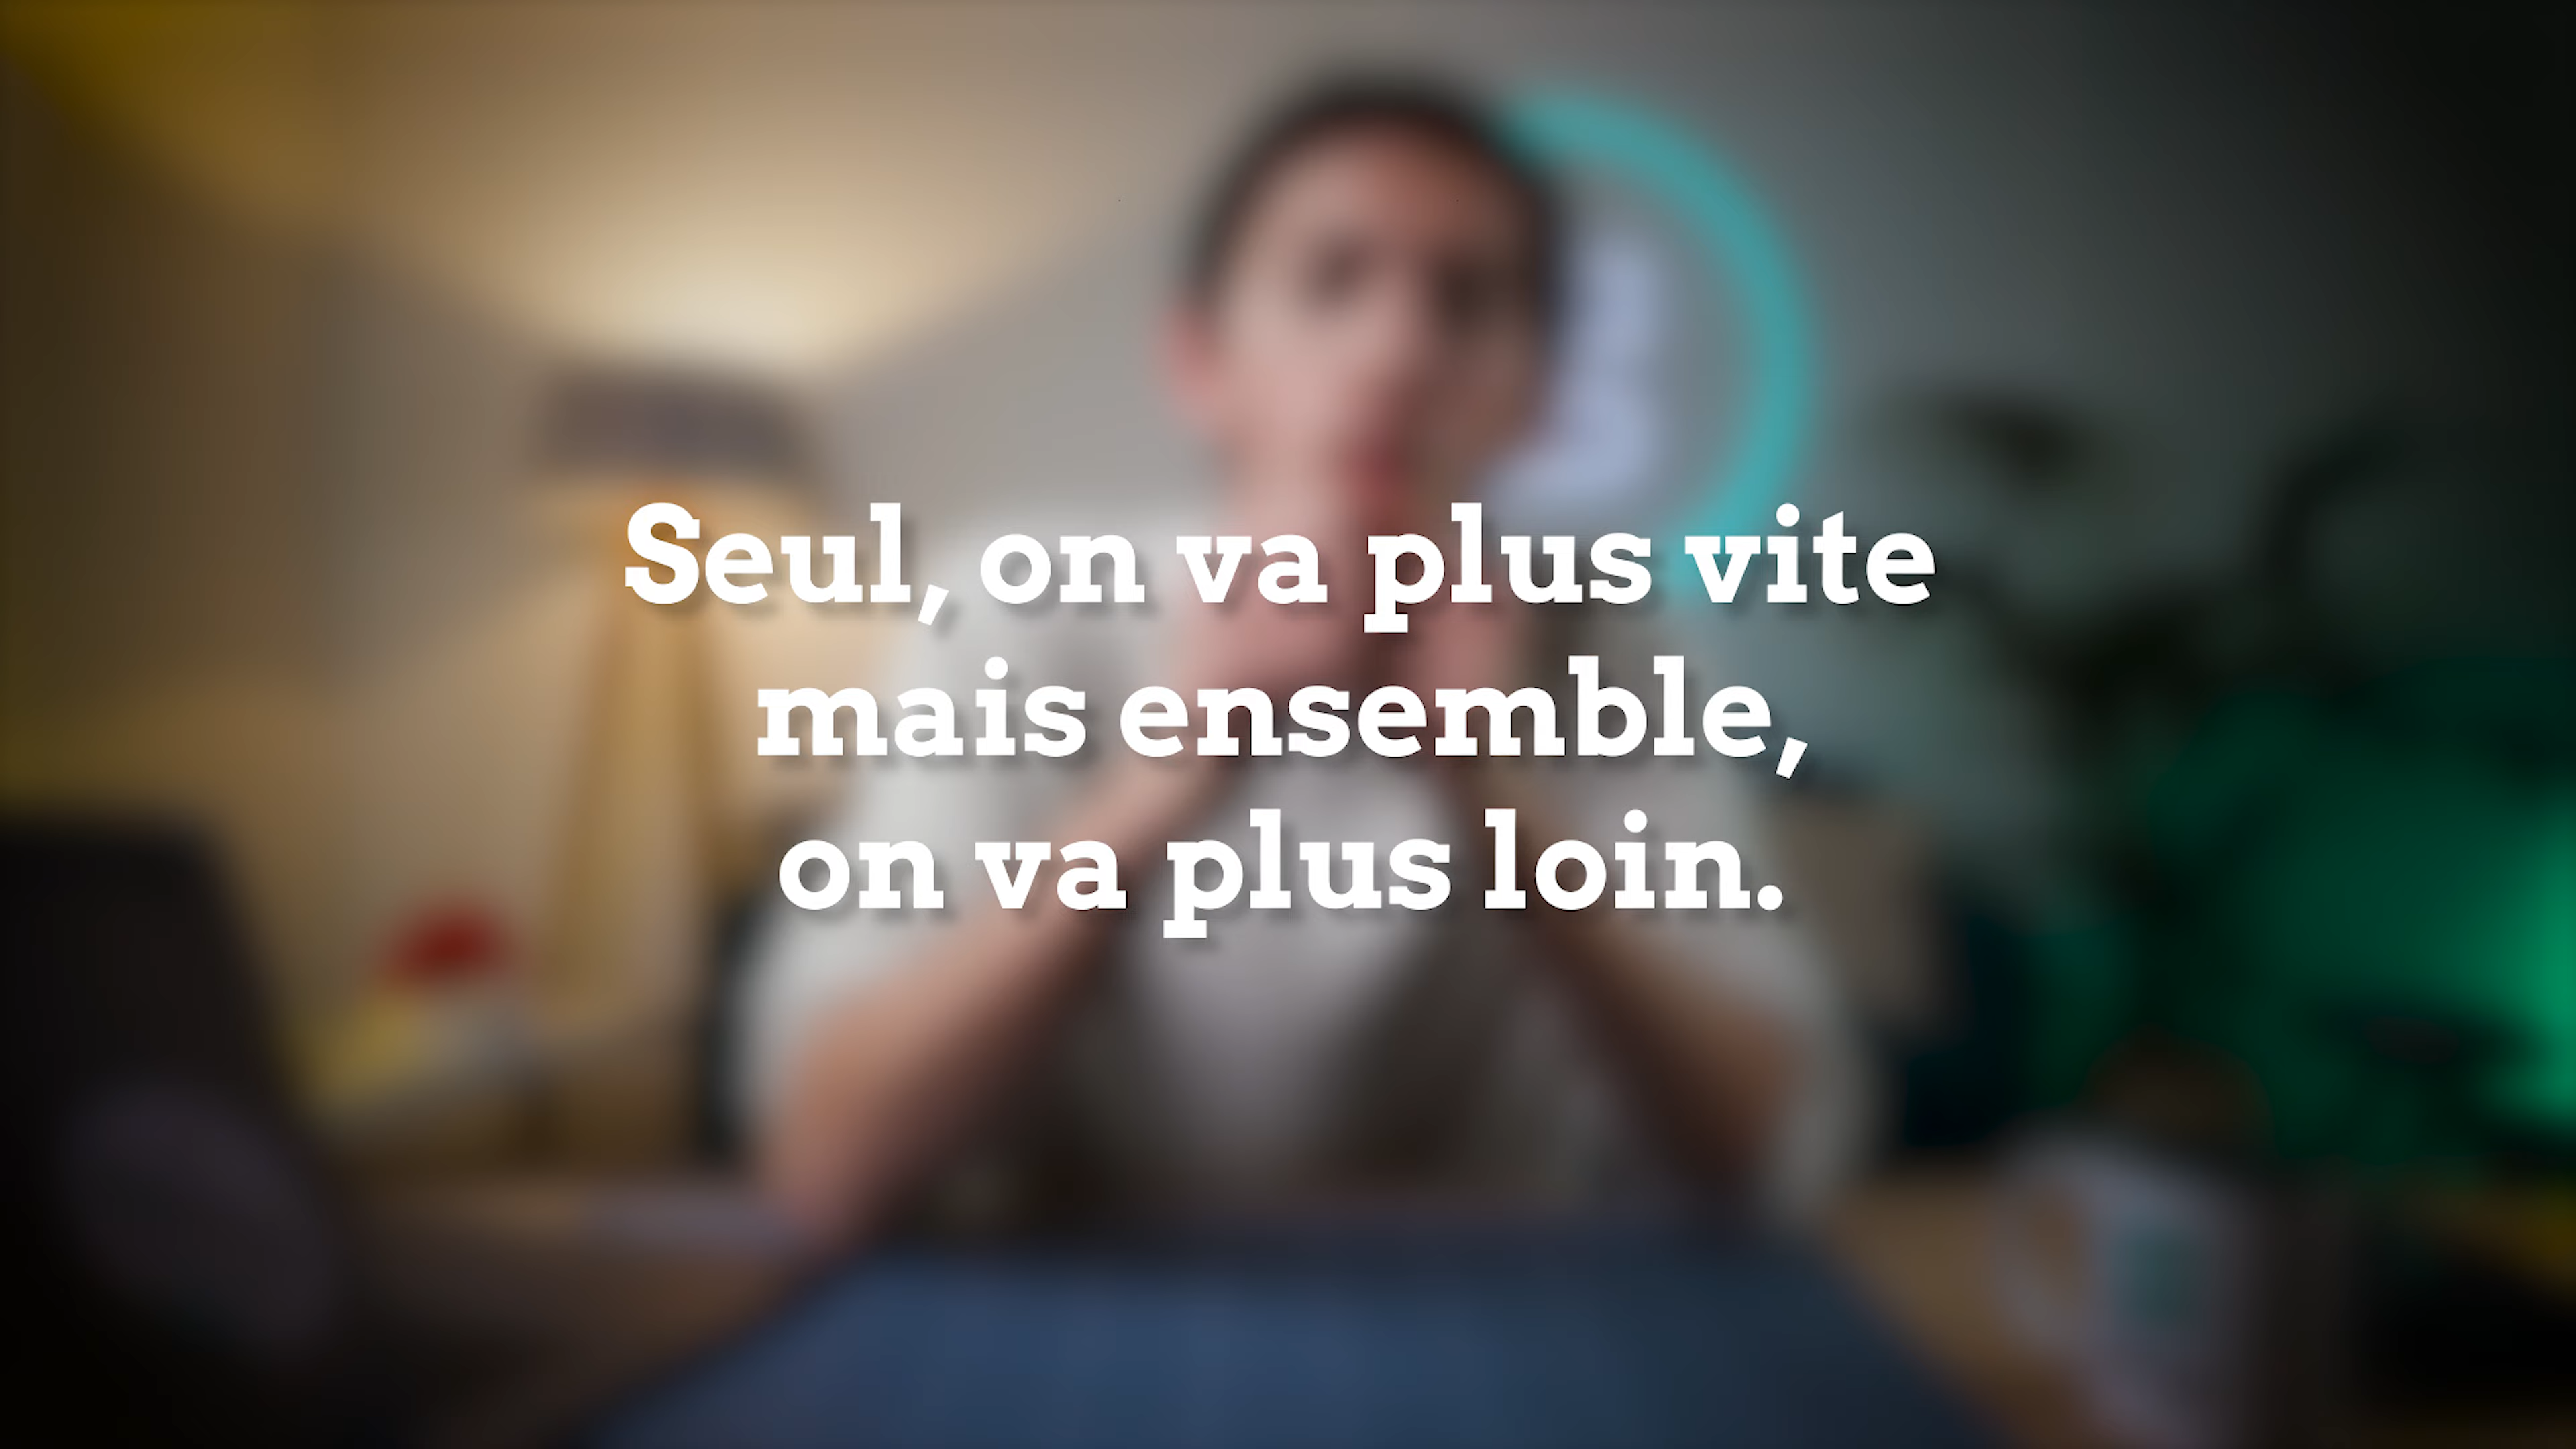 Seul, on va plus vite
mais ensemble,
on va plus loin.